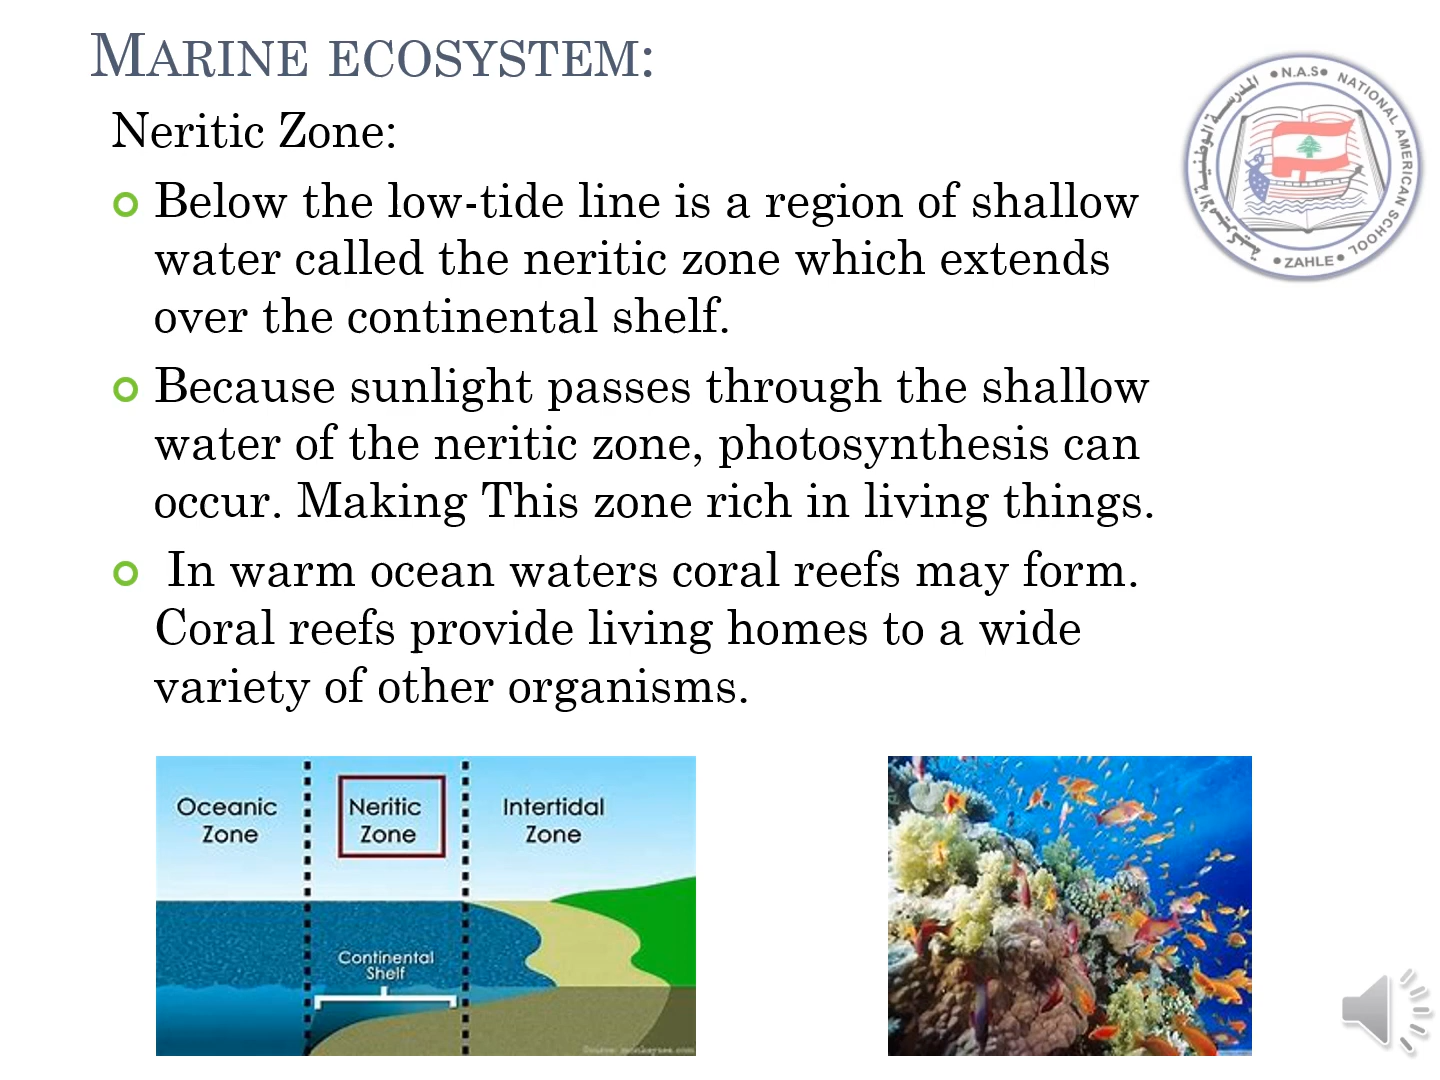 MARINE ECOSYSTEM:
Neritic Zone:
Below the low-tide line is a region of shallow
water called the neritic zone which extends
over the continental shelf.
Because sunlight passes through the shallow
water of the neritic zone, photosynthesis can
occur. Making This zone rich in living things.
In warm ocean waters coral reefs may form.
Coral reefs provide living homes to a wide
variety of other organisms.
المدرسة الوطنية الاميركية
N.A.S NATIONAL AMERICAN SCHOOL
ZAHLE
Oceanic
Zone
Neritic
Zone
Intertidal
Zone
Continental
Shelf